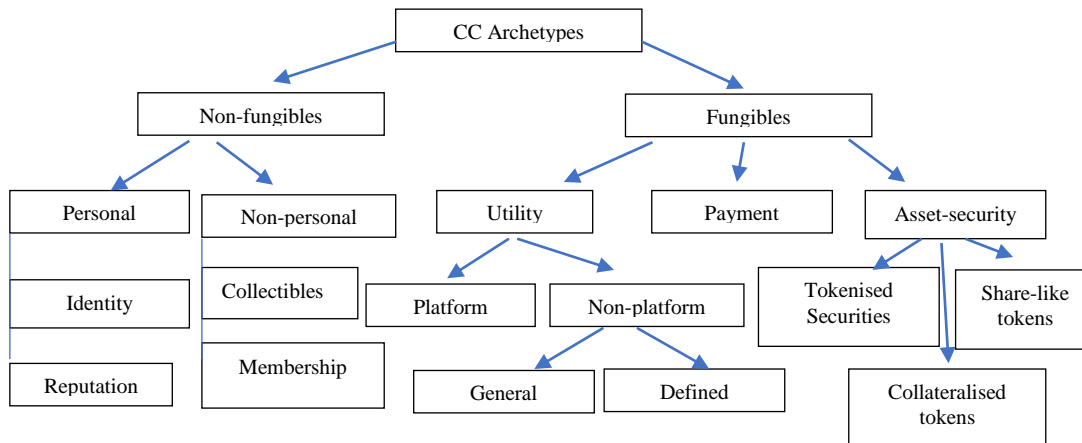 CC Archetypes
Non-fungibles
Fungibles
Personal
Non-personal
Utility
Payment
Asset-security
Identity
Collectibles
Platform
Non-platform
Tokenised
Securities
Share-like
tokens
Reputation
Membership
General
Defined
Collateralised
tokens